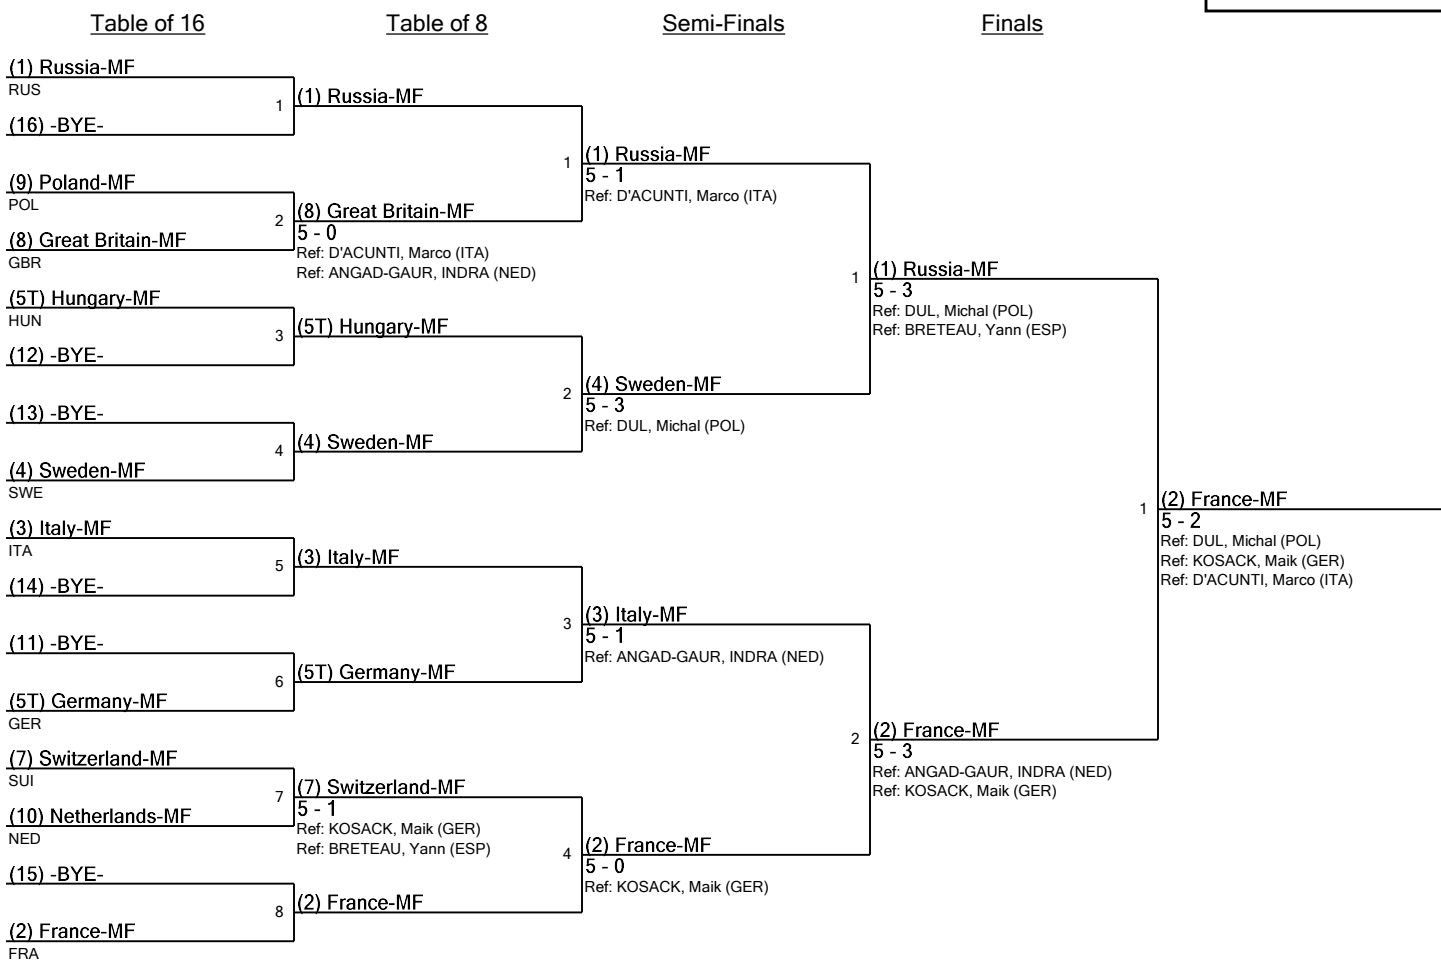 Table of 16
Table of 8
Semi-Finals
Finals
(1) Russia-MF
RUS
(16) -BYE-
(9) Poland-MF
POL
(8) Great Britain-MF
GBR
(5T) Hungary-MF
HUN
(12) -BYE-
(13) -BYE-
(4) Sweden-MF
SWE
(3) Italy-MF
ITA
(14) -BYE-
(11) -BYE-
(5T) Germany-MF
GER
(7) Switzerland-MF
SUI
(10) Netherlands-MF
NED
(15) -BYE-
(2) France-MF
FRA
1
(1) Russia-MF
2
(8) Great Britain-MF
5 - 0
Ref: D'ACUNTI, Marco (ITA)
Ref: ANGAD-GAUR, INDRA (NED)
3
(5T) Hungary-MF
4
(4) Sweden-MF
5
(3) Italy-MF
6
(5T) Germany-MF
7
(7) Switzerland-MF
5 - 1
Ref: KOSACK, Maik (GER)
Ref: BRETEAU, Yann (ESP)
8
(2) France-MF
1
(1) Russia-MF
5 - 1
Ref: D'ACUNTI, Marco (ITA)
2
(4) Sweden-MF
5 - 3
Ref: DUL, Michal (POL)
3
(3) Italy-MF
5 - 1
Ref: ANGAD-GAUR, INDRA (NED)
4
(2) France-MF
5 - 0
Ref: KOSACK, Maik (GER)
1
(1) Russia-MF
5 - 3
Ref: DUL, Michal (POL)
Ref: BRETEAU, Yann (ESP)
2
(2) France-MF
5 - 3
Ref: ANGAD-GAUR, INDRA (NED)
Ref: KOSACK, Maik (GER)
1
(2) France-MF
5 - 2
Ref: DUL, Michal (POL)
Ref: KOSACK, Maik (GER)
Ref: D'ACUNTI, Marco (ITA)